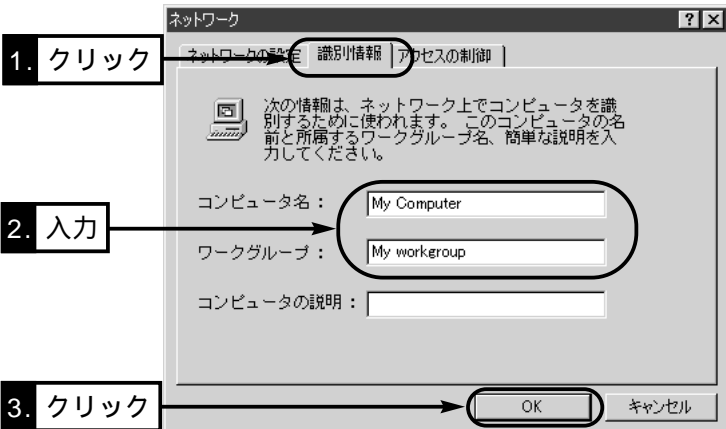 ネットワーク
1. クリック
ネットワークの設定 識別情報 アクセスの制御
次の情報は、ネットワーク上でコンピュータを識
別するために使われます。 このコンピュータの名
前と所属するワークグループ名、簡単な説明を入
力してください。
コンピュータ名： My Computer
2. 入力
ワークグループ： My workgroup
コンピュータの説明：
3. クリック
OK キャンセル